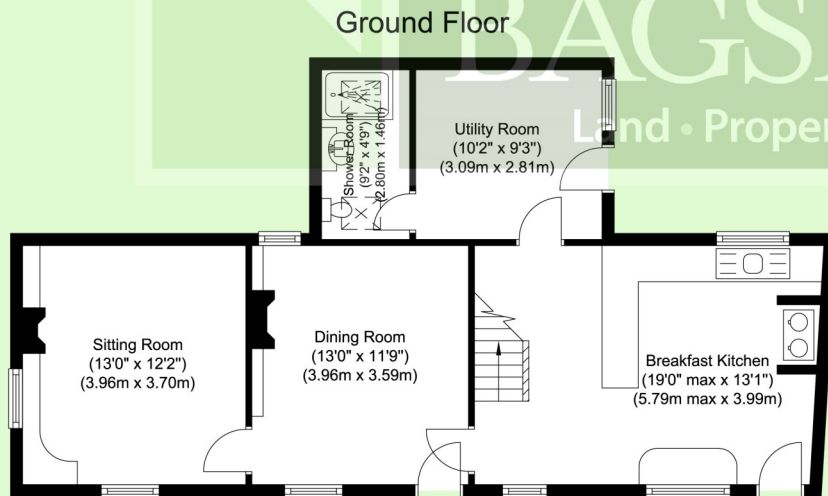 Ground Floor
Land • Proper
Shower Room
(9'2" x 4'9")
(2.80m x 1.46m)
Utility Room
(10'2" x 9'3")
(3.09m x 2.81m)
Sitting Room
(13'0" x 12'2")
(3.96m x 3.70m)
Dining Room
(13'0" x 11'9")
(3.96m x 3.59m)
Breakfast Kitchen
(19'0" max x 13'1")
(5.79m max x 3.99m)